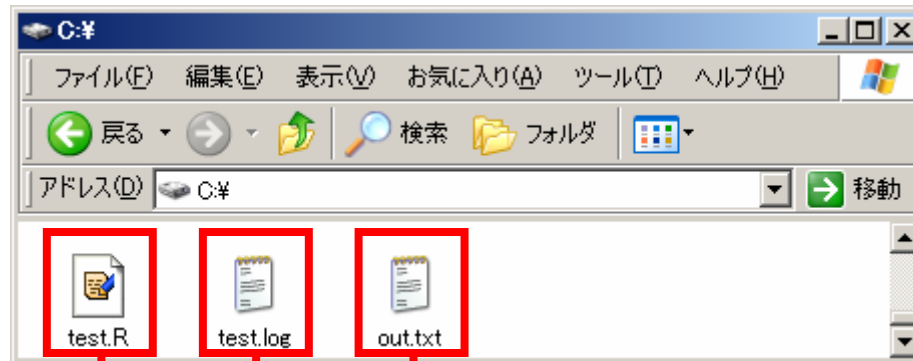 C:¥
ファイル(F) 編集(E) 表示(V) お気に入り(A) ツール(T) ヘルプ(H)
戻る 検索 フォルダ
アドレス(D) C:¥ 移動
test.R test.log out.txt